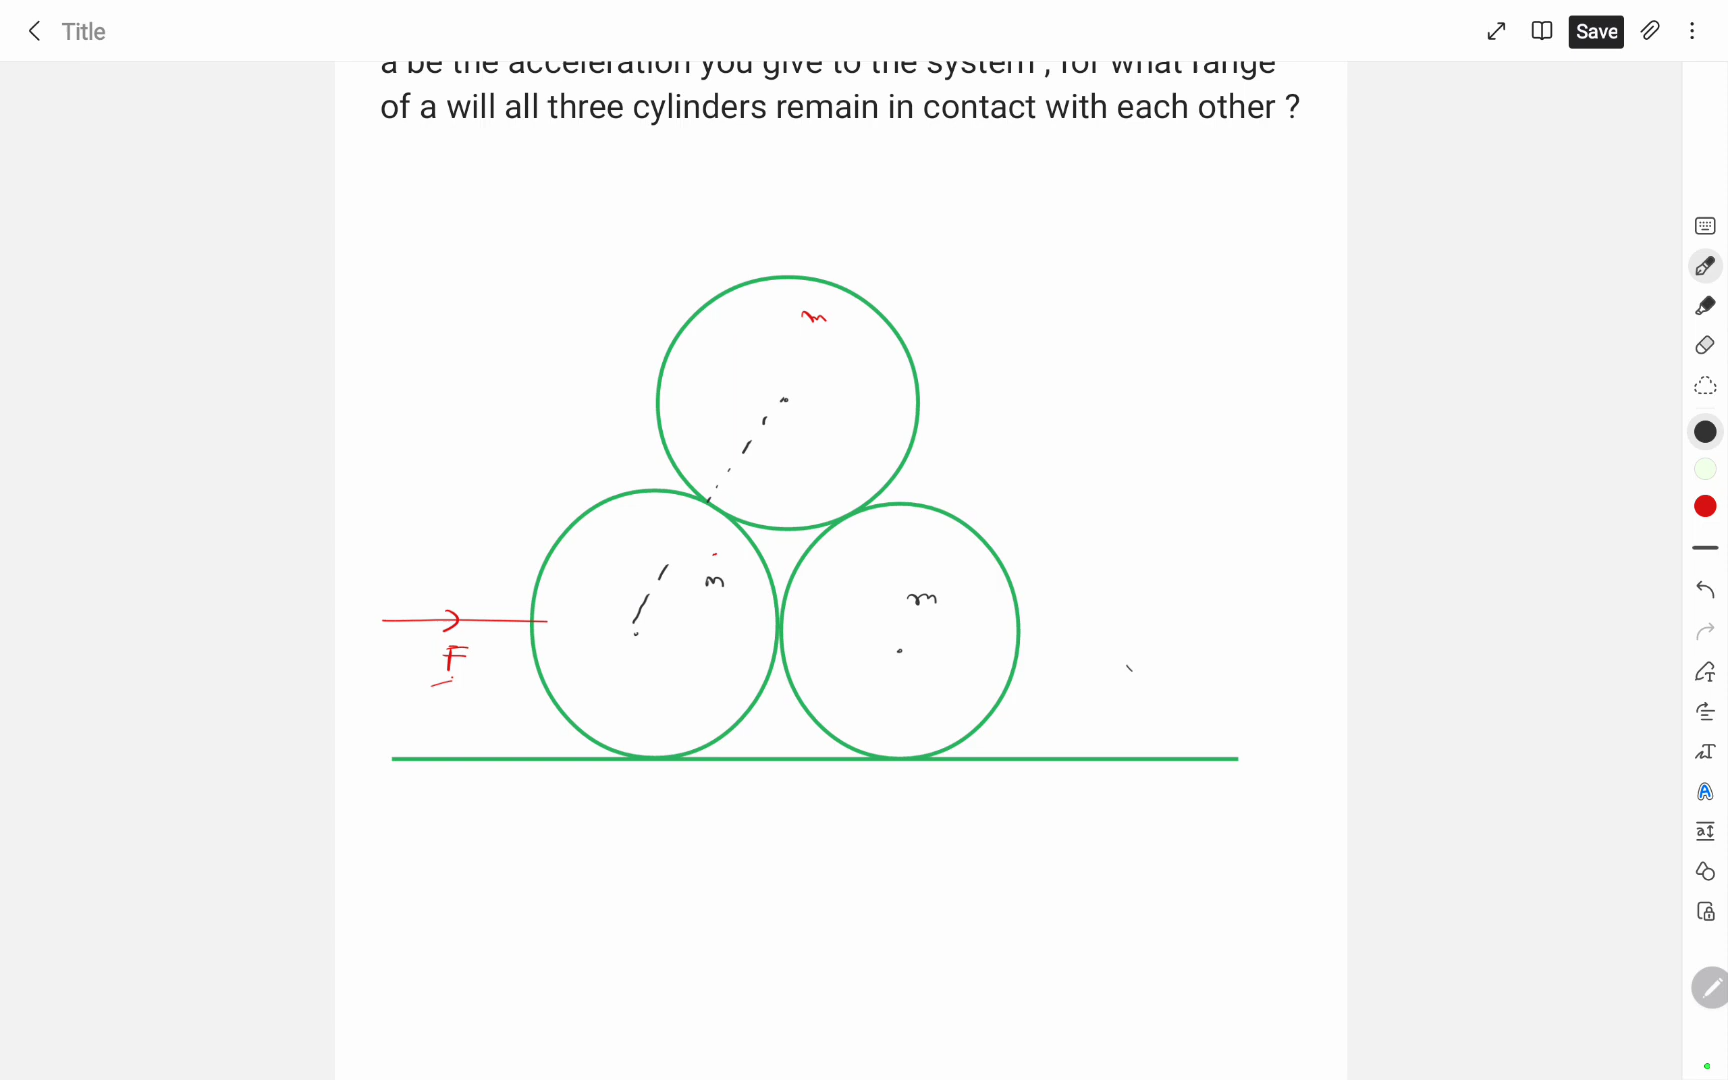 Title
Save
a be the acceleration you give to the system , for what range
of a will all three cylinders remain in contact with each other ?
m
m
m
F